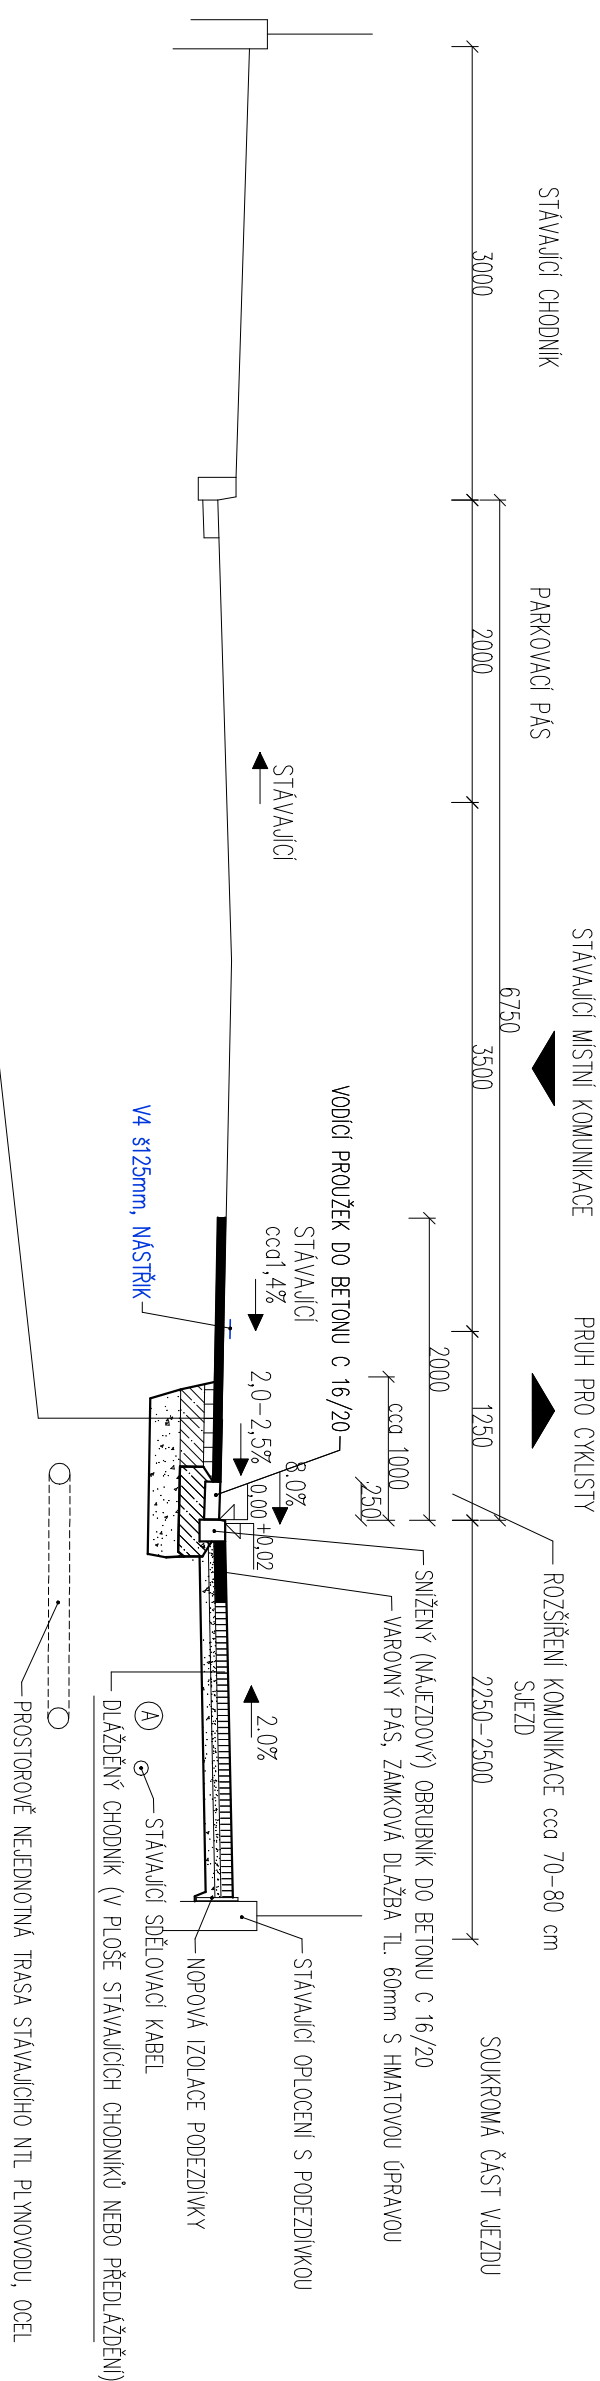 STÁVAJÍCÍ CHODNÍK
PARKOVACÍ PÁS
STÁVAJÍCÍ MÍSTNÍ KOMUNIKACE
PRUH PRO CYKLISTY
ROZŠÍŘENÍ KOMUNIKACE cca 70-80 cm
SJEZD
SOUKROMÁ ČÁST VJEZDU
6750
3000
2000
3500
1250
2250-2500
2000
cca 1000
250
SNÍŽENÝ (NÁJEZDOVÝ) OBRUBNÍK DO BETONU C 16/20
VAROVNÝ PÁS, ZÁMKOVÁ DLAŽBA TL. 60mm S HMATOVOU ÚPRAVOU
VODÍCÍ PROUŽEK DO BETONU C 16/20
STÁVAJÍCÍ
STÁVAJÍCÍ
cca1,4%
2,0-2,5%
8.0%
0,00
+0,02
2.0%
STÁVAJÍCÍ OPLOCENÍ S PODEZDÍVKOU
NOPOVÁ IZOLACE PODEZDÍVKY
V4 š125mm, NÁSTŘIK
A
STÁVAJÍCÍ SDĚLOVACÍ KABEL
DLÁŽDĚNÝ CHODNÍK (V PLOŠE STÁVAJÍCÍCH CHODNÍKŮ NEBO PŘEDLÁŽDĚNÍ)
PROSTOROVĚ NEJEDNOTNÁ TRASA STÁVAJÍCÍHO NTL PLYNOVODU, OCEL